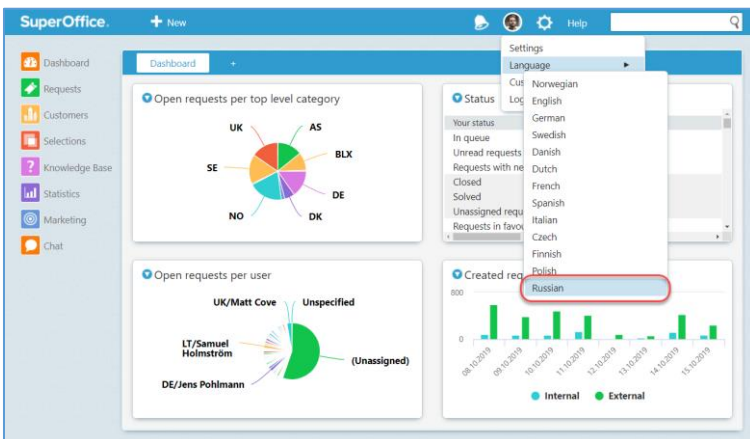 SuperOffice.
+ New
Help
Settings
Language
Cus
Log
Norwegian
English
German
Swedish
Danish
Dutch
French
Spanish
Italian
Czech
Finnish
Polish
Russian
Dashboard
Requests
Customers
Selections
Knowledge Base
Statistics
Marketing
Chat
Dashboard
+
Open requests per top level category
UK
AS
BLX
SE
DE
NO
DK
Status
Your status
In queue
Unread requests
Requests with ne
Closed
Solved
Unassigned requ
Requests in favou
Open requests per user
UK/Matt Cove
Unspecified
LT/Samuel
Holmström
(Unassigned)
DE/Jens Pohlmann
Created req
800
0
08.10.2019
09.10.2019
10.10.2019
11.10.2019
12.10.2019
13.10.2019
14.10.2019
15.10.2019
Internal
External